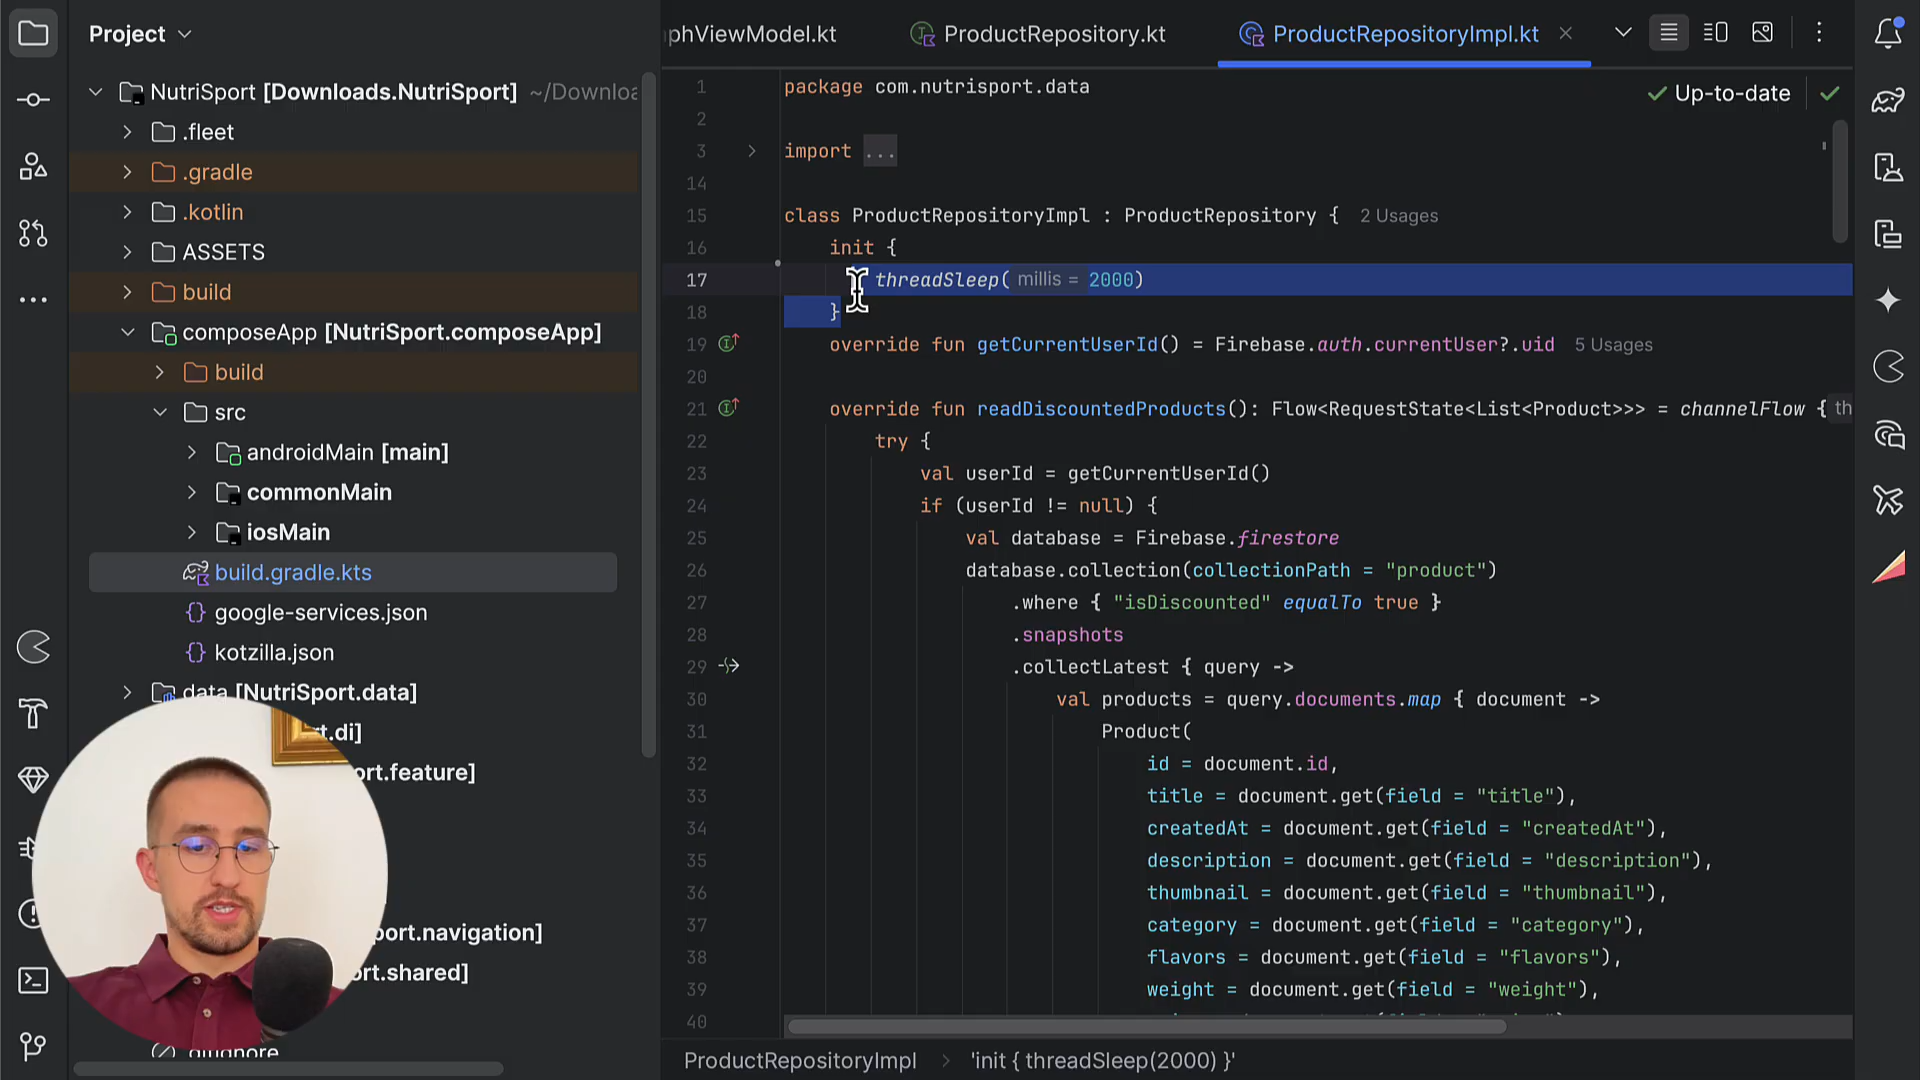 Project
NutriSport [Downloads.NutriSport] ~/Downloa
.fleet
.gradle
.kotlin
ASSETS
build
composeApp [NutriSport.composeApp]
build
src
androidMain [main]
commonMain
iosMain
build.gradle.kts
google-services.json
kotzilla.json
data [NutriSport.data]
rt.di]
ort.feature]
port.navigation]
ort.shared]
.gitignore
phViewModel.kt
ProductRepository.kt
ProductRepositoryImpl.kt
Up-to-date
1 package com.nutrisport.data
2
3 import ...
14
15 class ProductRepositoryImpl : ProductRepository { 2 Usages
16 init {
17 threadSleep( millis = 2000)
18 }
19 override fun getCurrentUserId() = Firebase.auth.currentUser?.uid 5 Usages
20
21 override fun readDiscountedProducts(): Flow<RequestState<List<Product>>> = channelFlow { th
22 try {
23 val userId = getCurrentUserId()
24 if (userId != null) {
25 val database = Firebase.firestore
26 database.collection(collectionPath = "product")
27 .where { "isDiscounted" equalTo true }
28 .snapshots
29 .collectLatest { query ->
30 val products = query.documents.map { document ->
31 Product(
32 id = document.id,
33 title = document.get(field = "title"),
34 createdAt = document.get(field = "createdAt"),
35 description = document.get(field = "description"),
36 thumbnail = document.get(field = "thumbnail"),
37 category = document.get(field = "category"),
38 flavors = document.get(field = "flavors"),
39 weight = document.get(field = "weight"),
40
ProductRepositoryImpl > 'init { threadSleep(2000) }'